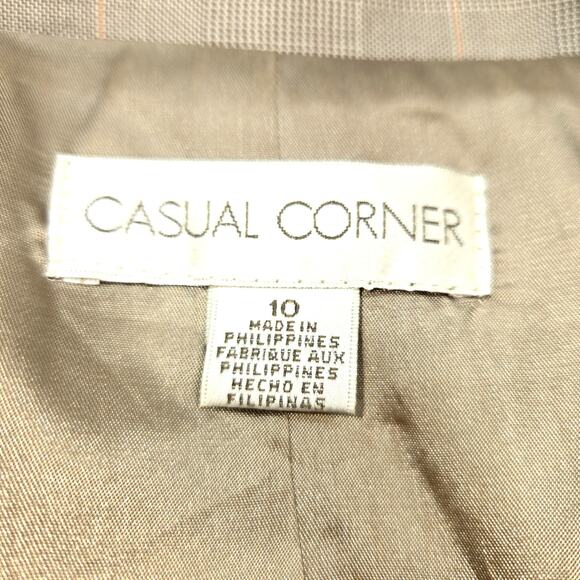 CASUAL CORNER
10
MADE IN
PHILIPPINES
FABRIQUE AUX
PHILIPPINES
HECHO EN
FILIPINAS